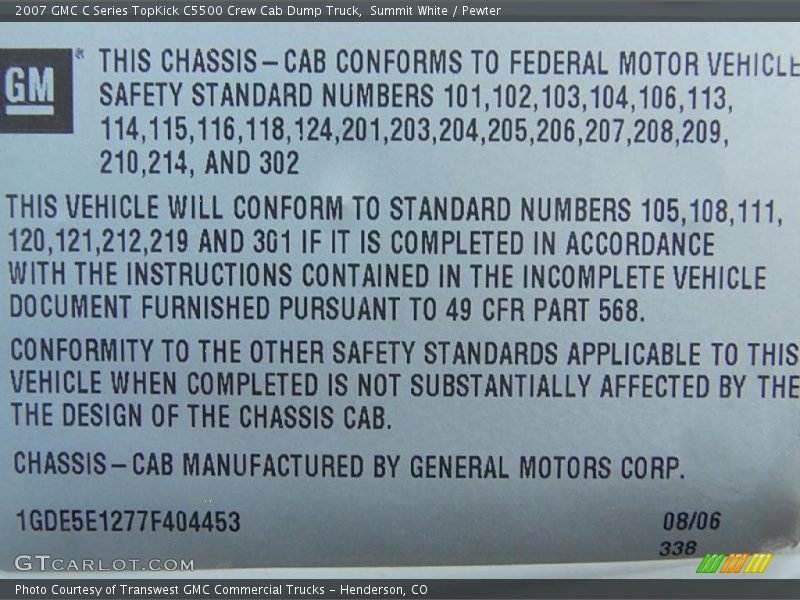 2007 GMC C Series TopKick C5500 Crew Cab Dump Truck, Summit White / Pewter
GM ®
THIS CHASSIS-CAB CONFORMS TO FEDERAL MOTOR VEHICLE
SAFETY STANDARD NUMBERS 101,102,103,104,106,113,
114,115,116,118,124,201,203,204,205,206,207,208,209,
210,214, AND 302
THIS VEHICLE WILL CONFORM TO STANDARD NUMBERS 105,108,111,
120,121,212,219 AND 301 IF IT IS COMPLETED IN ACCORDANCE
WITH THE INSTRUCTIONS CONTAINED IN THE INCOMPLETE VEHICLE
DOCUMENT FURNISHED PURSUANT TO 49 CFR PART 568.
CONFORMITY TO THE OTHER SAFETY STANDARDS APPLICABLE TO THIS
VEHICLE WHEN COMPLETED IS NOT SUBSTANTIALLY AFFECTED BY THE
THE DESIGN OF THE CHASSIS CAB.
CHASSIS-CAB MANUFACTURED BY GENERAL MOTORS CORP.
1GDE5E1277F404453
08/06
338
GTCARLOT.COM
Photo Courtesy of Transwest GMC Commercial Trucks - Henderson, CO